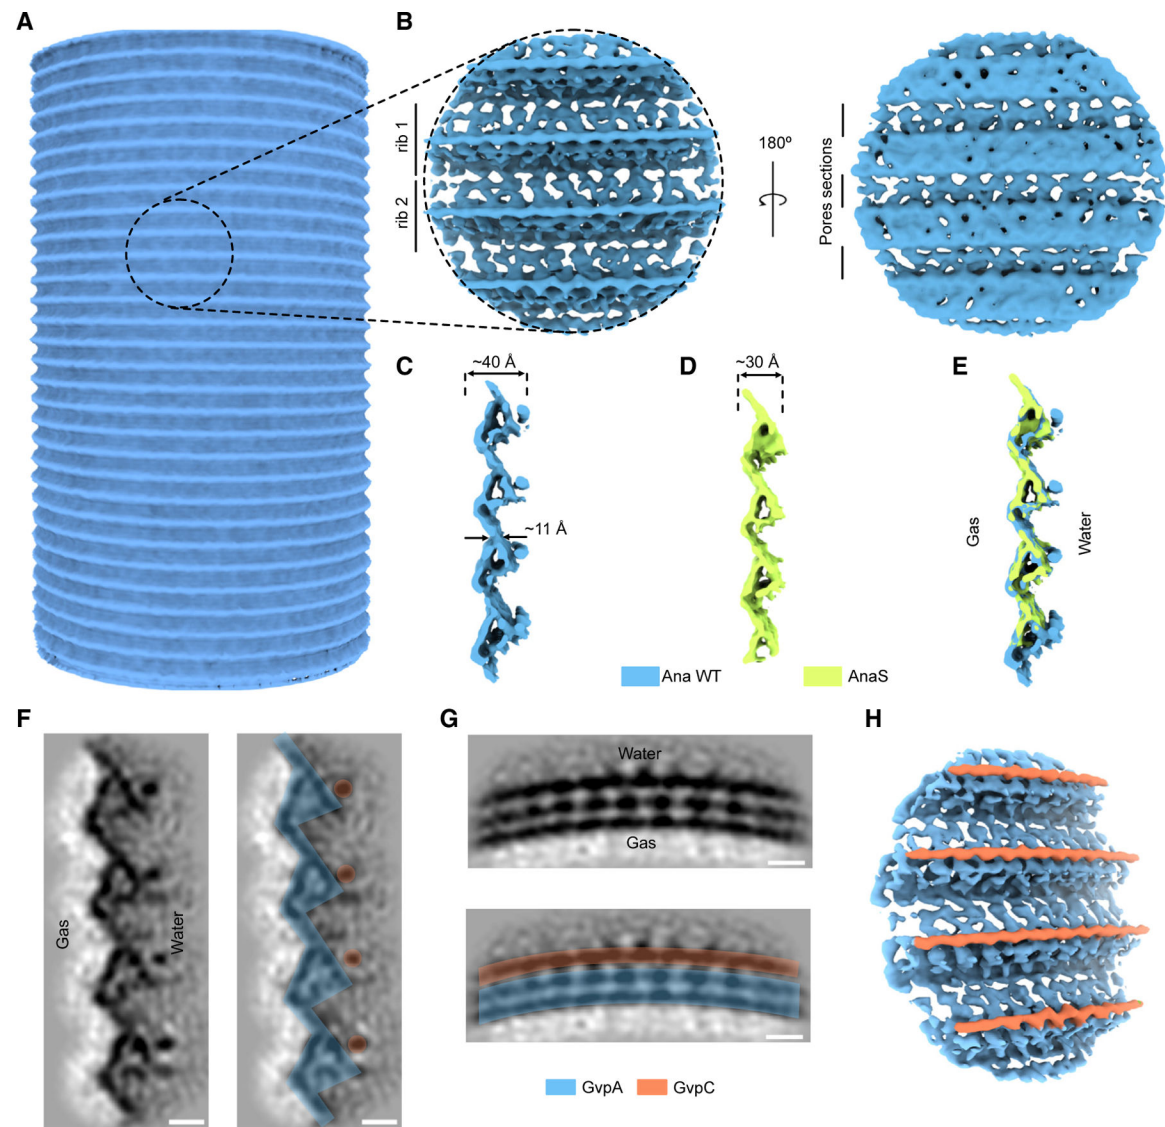 A
B
rib 1
rib 2
180º
Pores sections
C
~40 Å
~11 Å
D
~30 Å
E
Gas
Water
Ana WT
AnaS
F
Gas
Water
G
Water
Gas
GvpA
GvpC
H